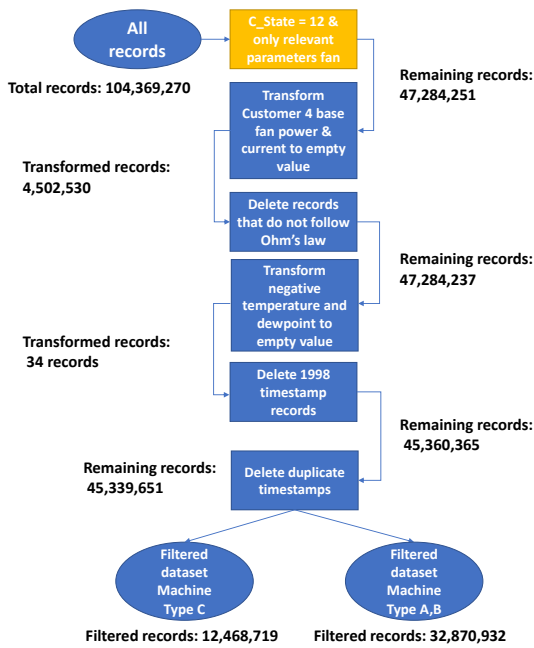 All
records
C_State = 12 &
only relevant
parameters fan
Total records: 104,369,270
Remaining records:
47,284,251
Transform
Customer 4 base
fan power &
current to empty
value
Transformed records:
4,502,530
Delete records
that do not follow
Ohm's law
Remaining records:
47,284,237
Transform
negative
temperature and
dewpoint to
empty value
Transformed records:
34 records
Delete 1998
timestamp
records
Remaining records:
45,360,365
Remaining records:
45,339,651
Delete duplicate
timestamps
Filtered
dataset
Machine
Type C
Filtered
dataset
Machine
Type A,B
Filtered records: 12,468,719
Filtered records: 32,870,932